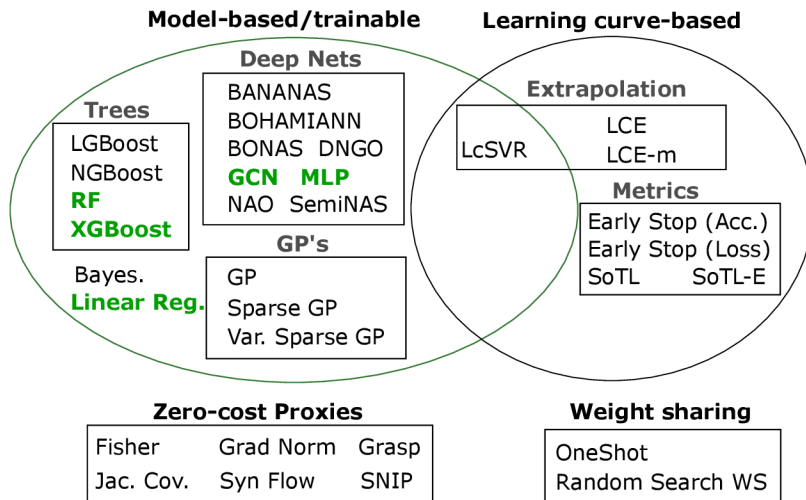 Model-based/trainable
Learning curve-based
Deep Nets
BANANAS
BOHAMIANN
BONAS DNGO
GCN MLP
NAO SemiNAS
Trees
LGBoost
NGBoost
RF
XGBoost
Bayes.
Linear Reg.
GP's
GP
Sparse GP
Var. Sparse GP
Extrapolation
LcSVR
LCE
LCE-m
Metrics
Early Stop (Acc.)
Early Stop (Loss)
SoTL SoTL-E
Zero-cost Proxies
Fisher Grad Norm Grasp
Jac. Cov. Syn Flow SNIP
Weight sharing
OneShot
Random Search WS